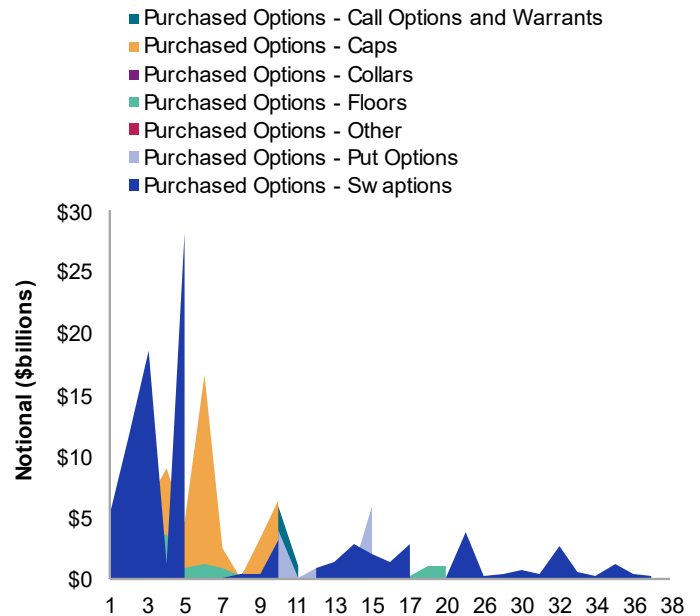 Purchased Options - Call Options and Warrants
Purchased Options - Caps
Purchased Options - Collars
Purchased Options - Floors
Purchased Options - Other
Purchased Options - Put Options
Purchased Options - Swaptions
$30
$25
$20
$15
$10
$5
$0
Notional ($billions)
1 3 5 7 9 11 13 15 17 20 26 30 32 34 36 38